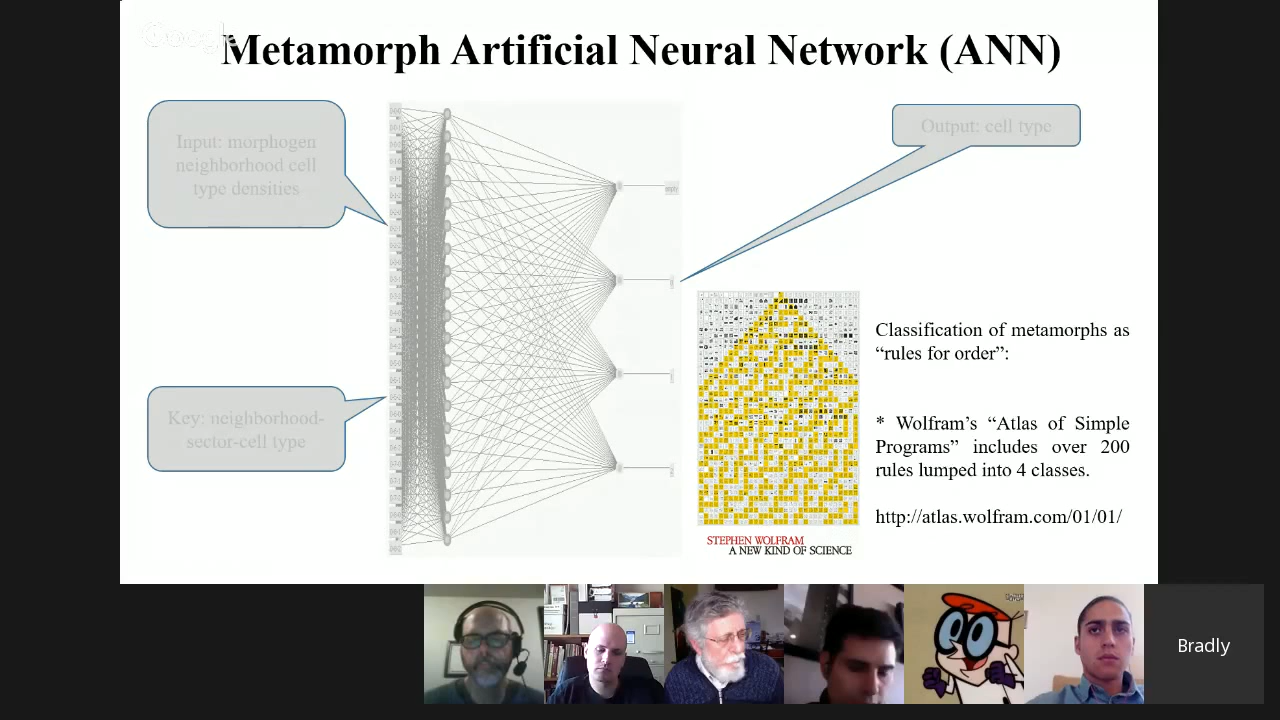 Google
Metamorph Artificial Neural Network (ANN)
Input: morphogen
neighborhood cell
type densities
Output: cell type
Key: neighborhood-
sector-cell type
Classification of metamorphs as
“rules for order”:
* Wolfram’s “Atlas of Simple
Programs” includes over 200
rules lumped into 4 classes.
http://atlas.wolfram.com/01/01/
STEPHEN WOLFRAM
A NEW KIND OF SCIENCE
Bradly